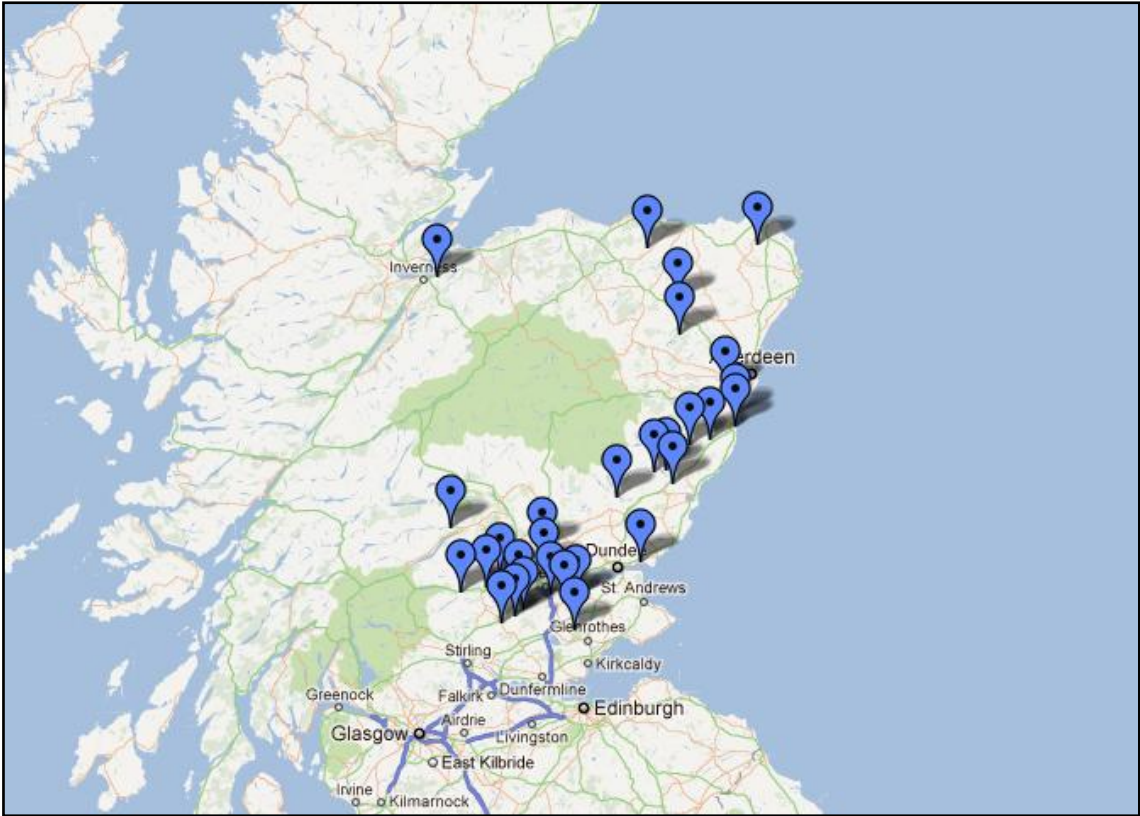 Inverness
Aberdeen
Dundee
St. Andrews
Glenrothes
Stirling
Kirkcaldy
Dunfermline
Greenock
Falkirk
Edinburgh
Airdrie
Glasgow
Livingston
East Kilbride
Irvine
Kilmarnock